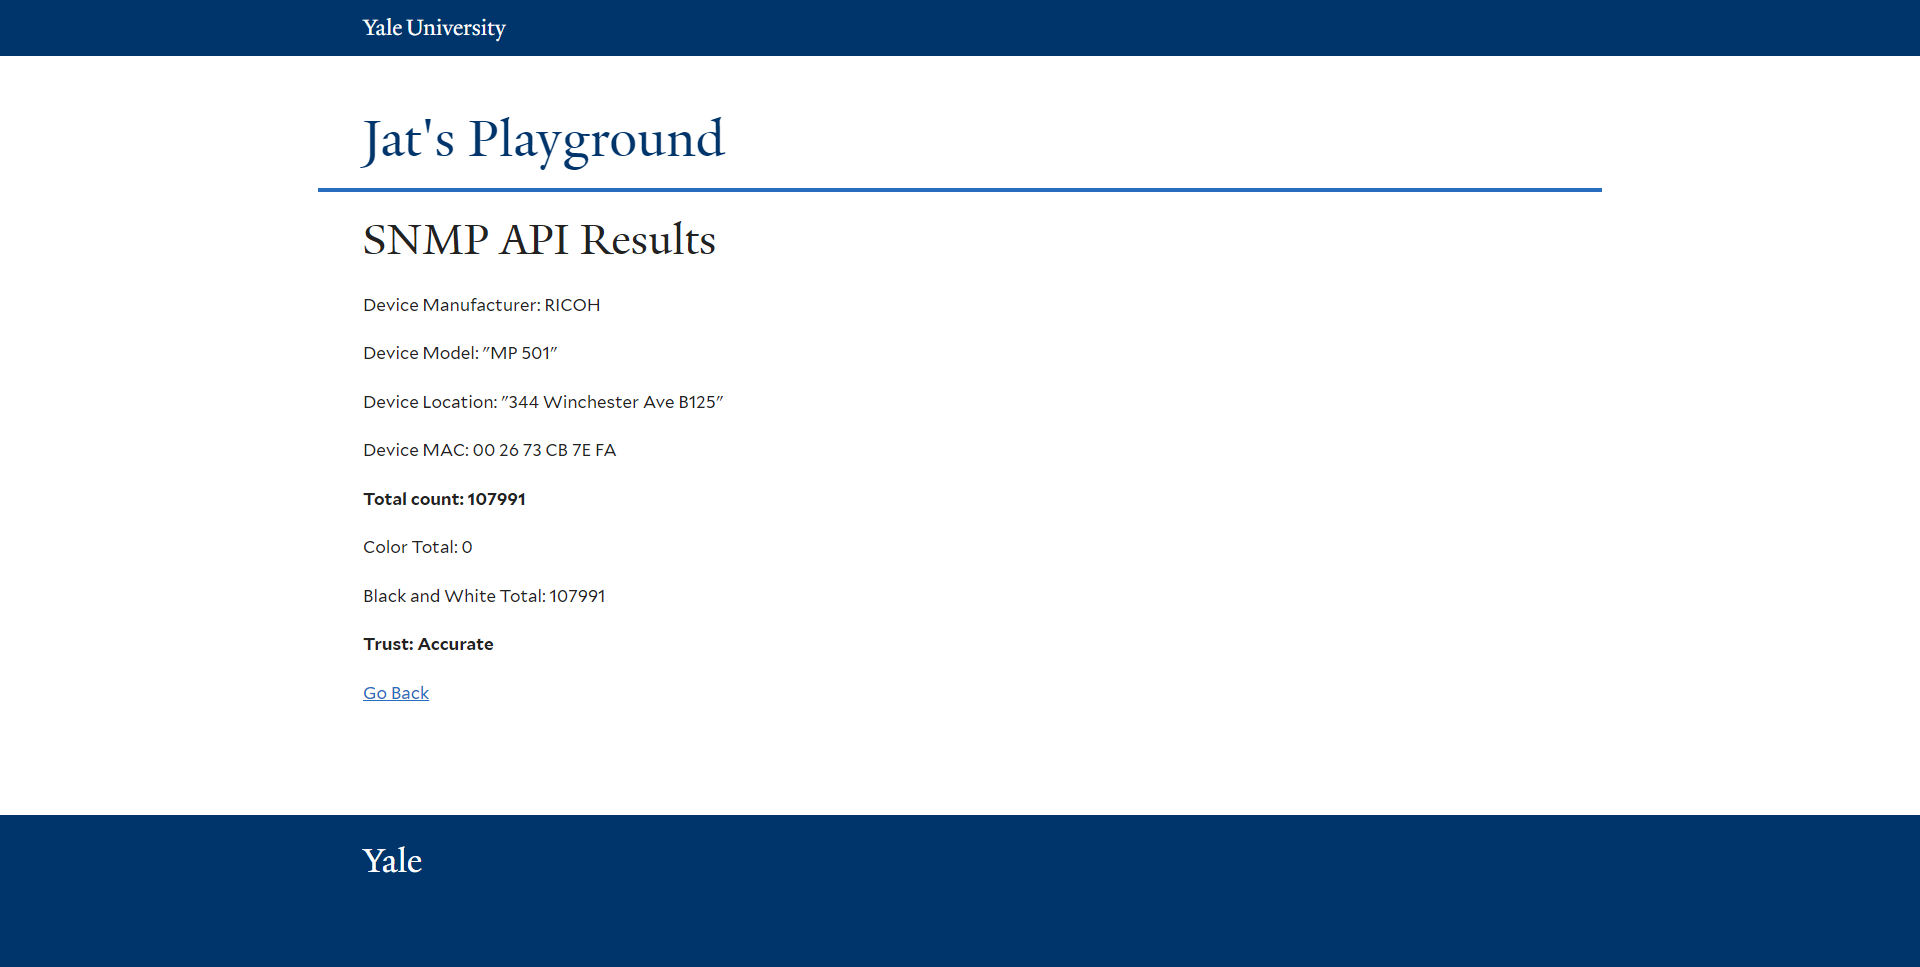 Yale University
Jat's Playground
SNMP API Results
Device Manufacturer: RICOH
Device Model: "MP 501"
Device Location: "344 Winchester Ave B125"
Device MAC: 00 26 73 CB 7E FA
Total count: 107991
Color Total: 0
Black and White Total: 107991
Trust: Accurate
Go Back
Yale